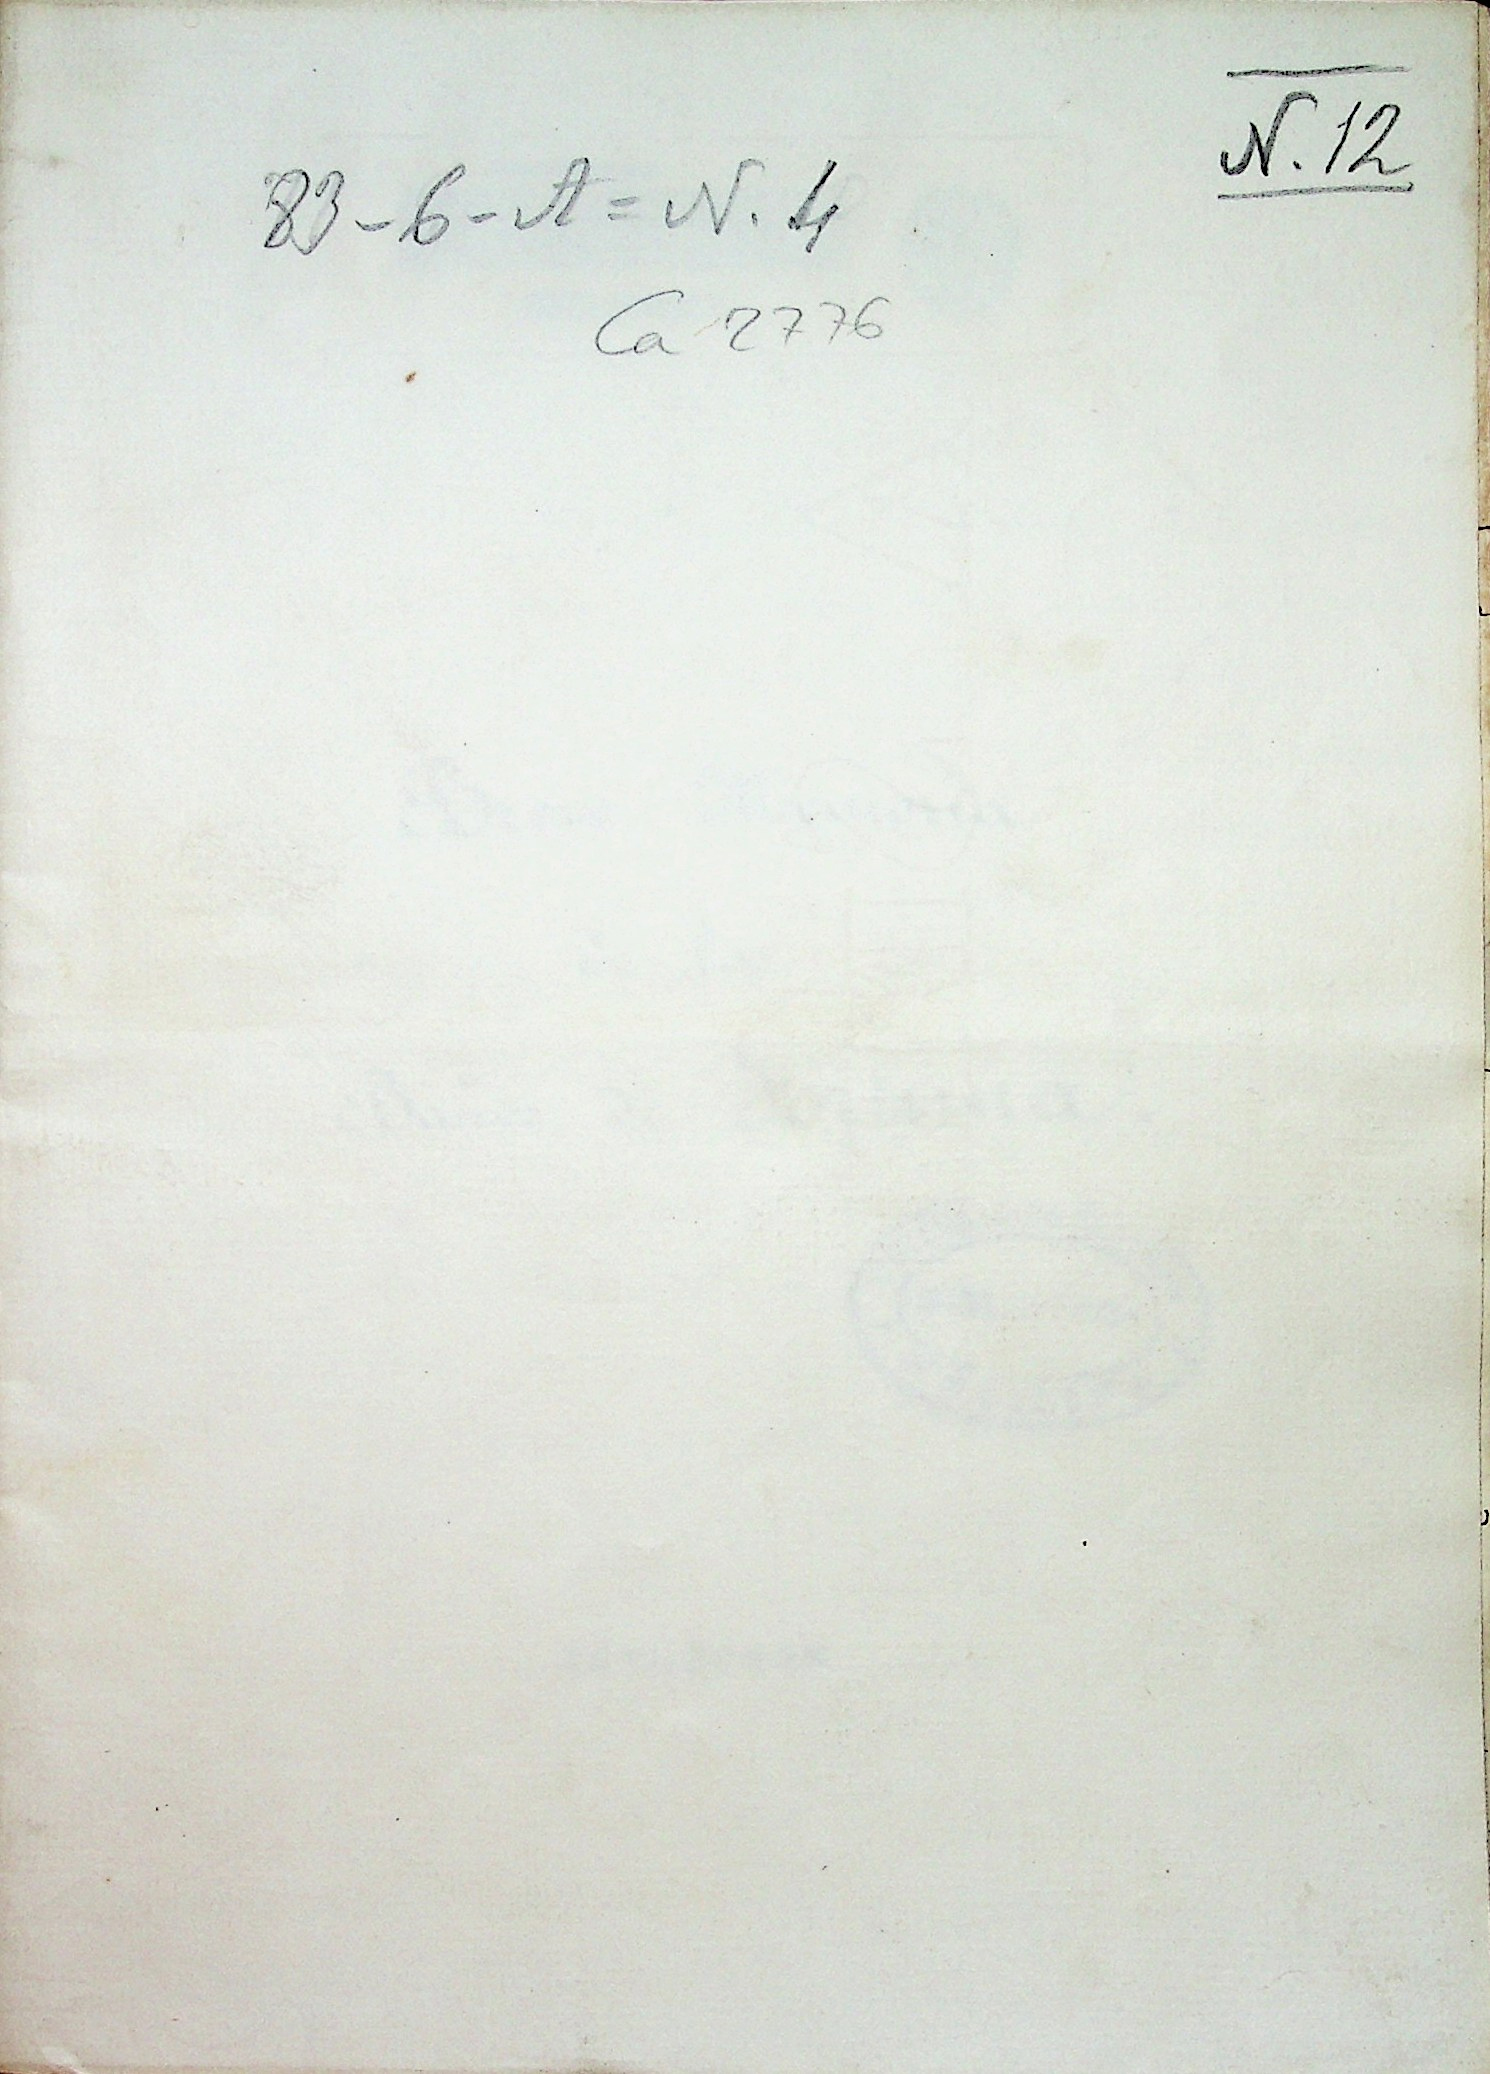 N. 12
83-6-A = N. 4
Ca 2776